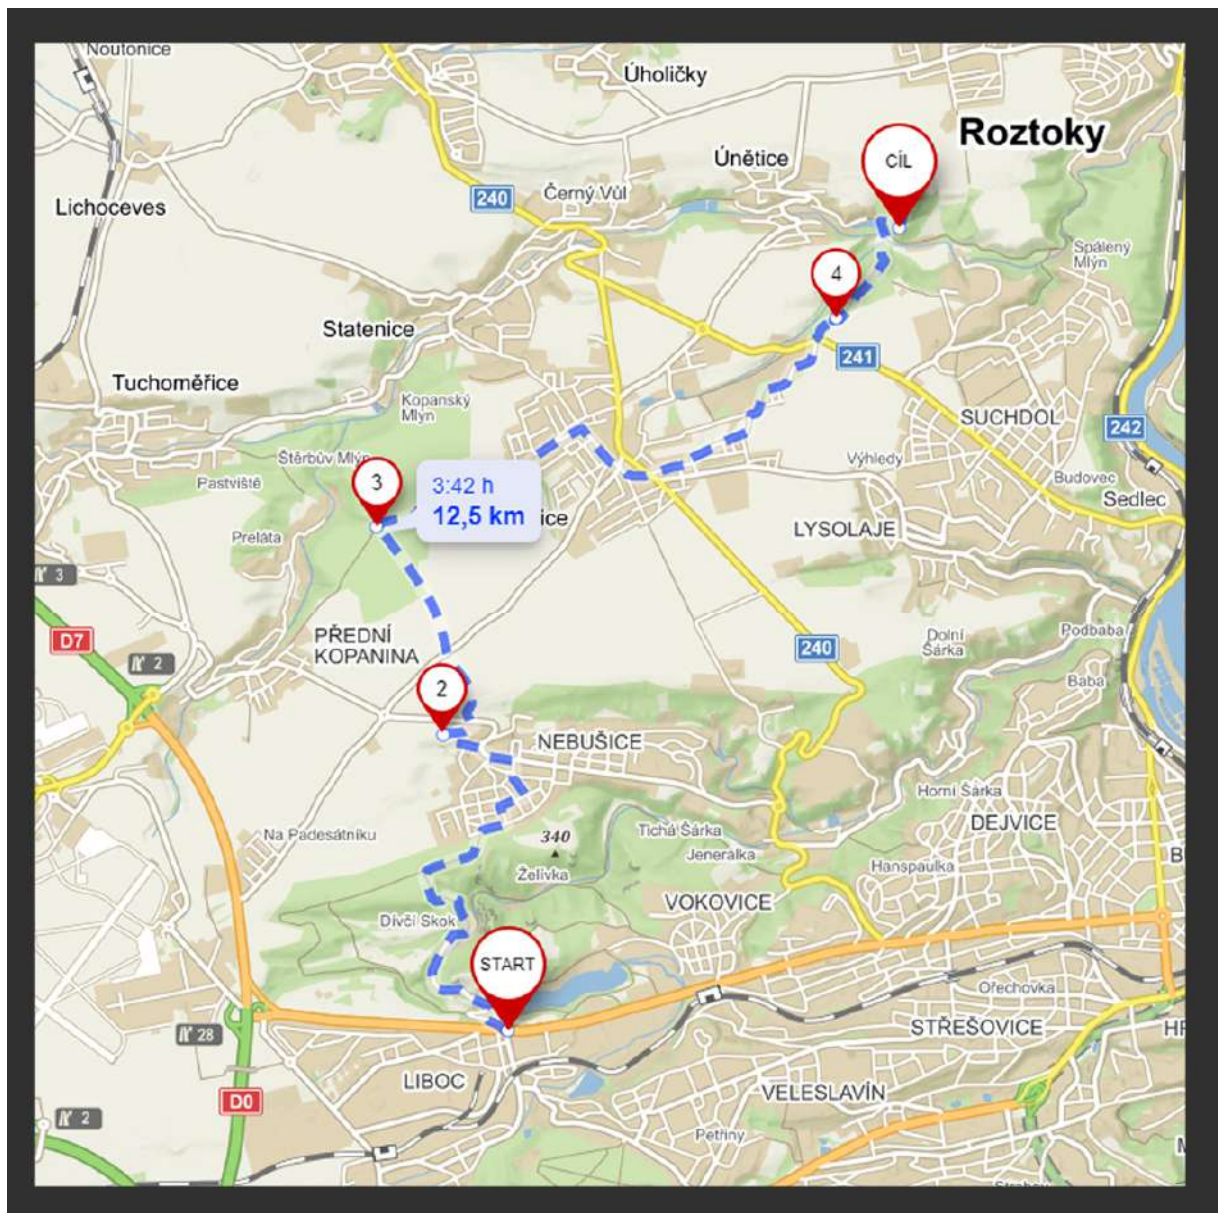 Noutonice
Úholičky
Roztoky
Únětice
CÍL
240
Černý Vůl
Lichoceves
Spálený
Mlýn
4
Statenice
241
Tuchoměřice
Kopanský
Mlýn
SUCHDOL
242
Štěrbův Mlýn
Výhledy
3
Pastviště
3:42 h
12,5 km
ice
Budovec
Sedlec
Preláta
LYSOLAJE
3
D7
PŘEDNÍ
KOPANINA
2
240
Dolní
Šárka
Podbaba
2
Baba
NEBUŠICE
Horní Šárka
DEJVICE
Na Padesátníku
340
Tichá Šárka
Jenerálka
B
Želivka
Hanspaulka
Dívčí Skok
VOKOVICE
START
Ořechovka
28
STŘEŠOVICE
HŘ
LIBOC
D0
VELESLAVÍN
2
Petřiny